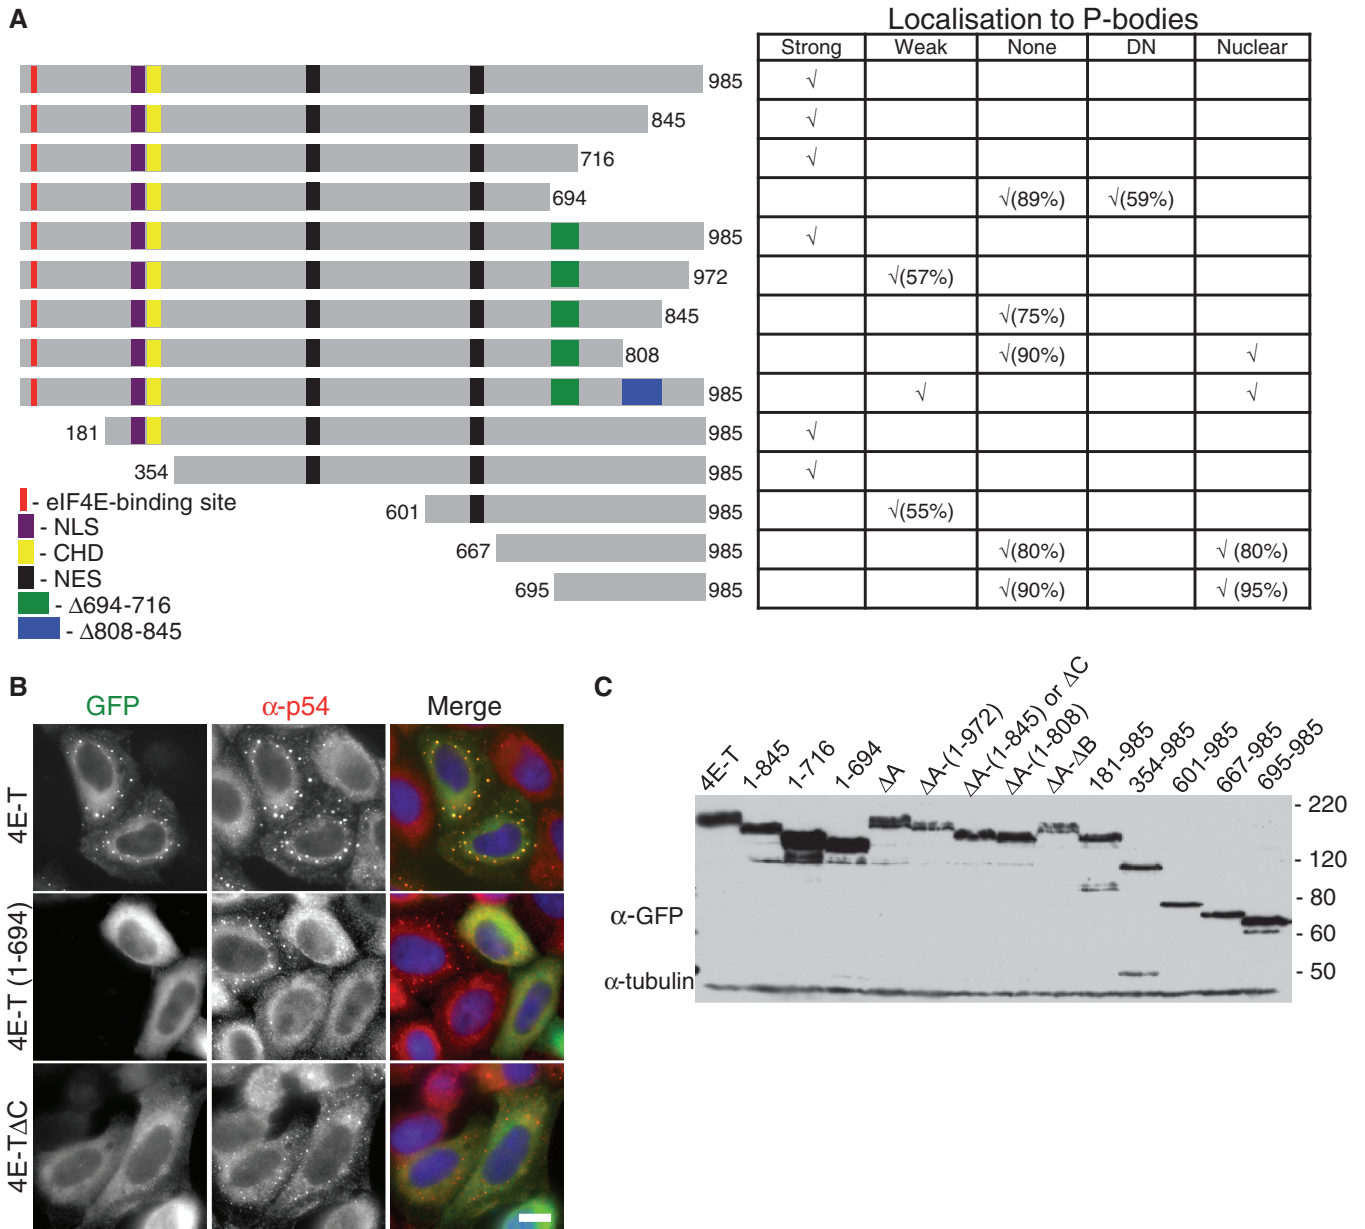 A
Localisation to P-bodies
Strong Weak None DN Nuclear
985 √
845 √
716 √
694 √(89%) √(59%)
985 √
972 √(57%)
845 √(75%)
808 √(90%) √
985 √ √
181 985 √
354 985 √
601 985 √(55%)
667 985 √(80%) √ (80%)
695 985 √(90%) √ (95%)
- eIF4E-binding site
- NLS
- CHD
- NES
- Δ694-716
- Δ808-845
B
GFP α-p54 Merge
4E-T
4E-T (1-694)
4E-TΔC
C
4E-T
1-845
1-716
1-694
ΔA
ΔA-(1-972)
ΔA-(1-845) or ΔC
ΔA-(1-808)
ΔA-ΔB
181-985
354-985
601-985
667-985
695-985
- 220
- 120
- 80
α-GFP
- 60
- 50
α-tubulin